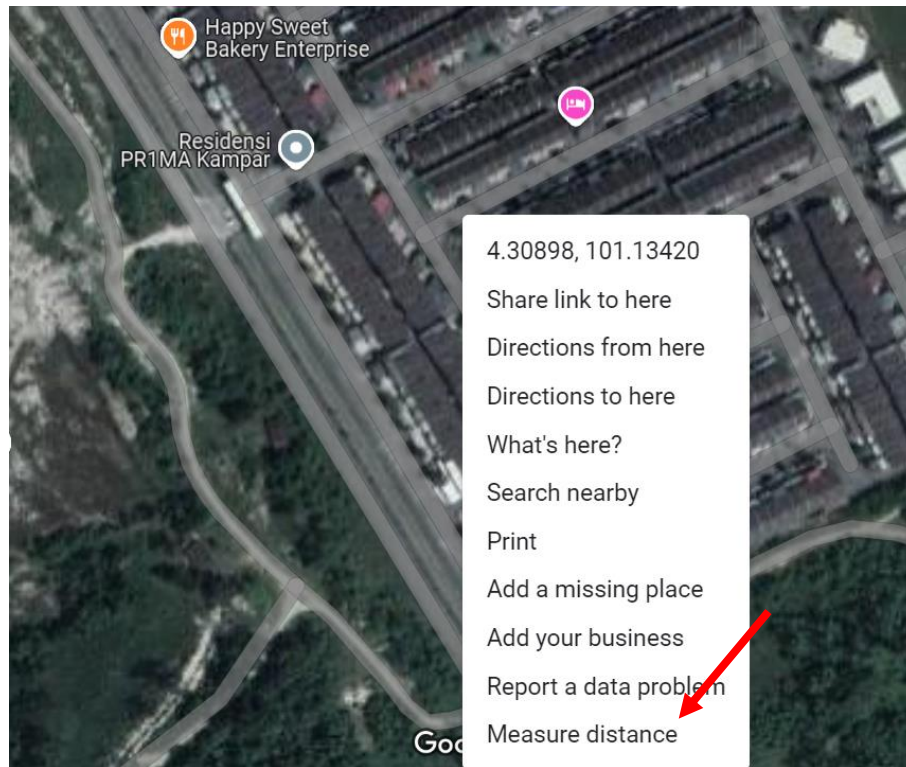 Happy Sweet
Bakery Enterprise
Residensi
PR1MA Kampar
4.30898, 101.13420
Share link to here
Directions from here
Directions to here
What's here?
Search nearby
Print
Add a missing place
Add your business
Report a data problem
Measure distance
Goo